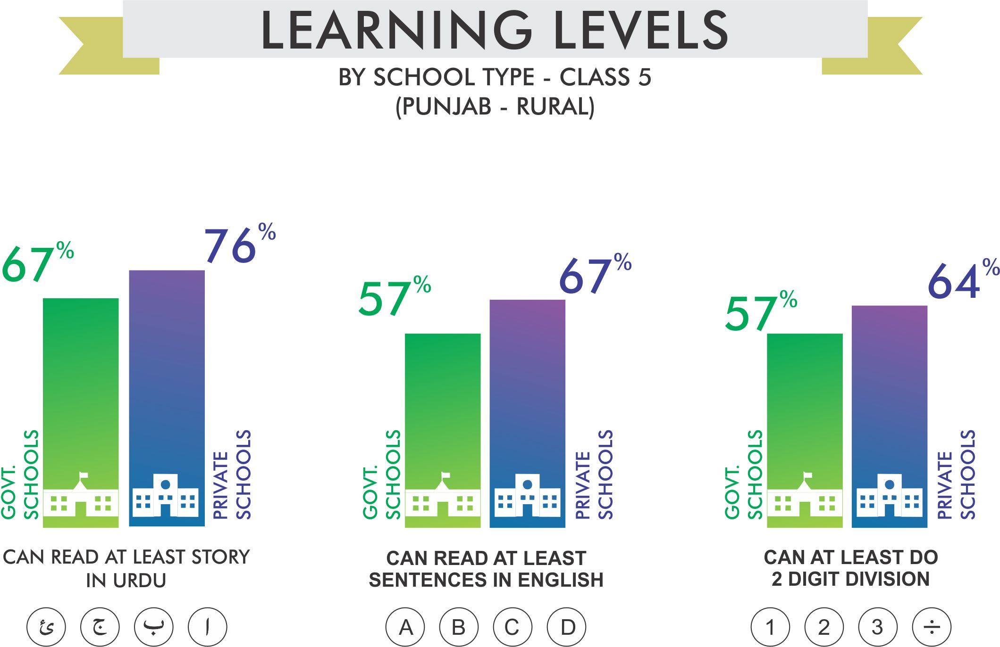 LEARNING LEVELS
BY SCHOOL TYPE - CLASS 5
(PUNJAB - RURAL)
67%
76%
GOVT.
SCHOOLS
PRIVATE
SCHOOLS
CAN READ AT LEAST STORY
IN URDU
ا ب ج ئ
57%
67%
GOVT.
SCHOOLS
PRIVATE
SCHOOLS
CAN READ AT LEAST
SENTENCES IN ENGLISH
A B C D
57%
64%
GOVT.
SCHOOLS
PRIVATE
SCHOOLS
CAN AT LEAST DO
2 DIGIT DIVISION
1 2 3 ÷